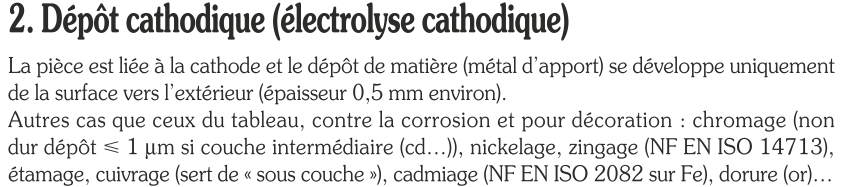 2. Dépôt cathodique (électrolyse cathodique)
La pièce est liée à la cathode et le dépôt de matière (métal d’apport) se développe uniquement
de la surface vers l’extérieur (épaisseur 0,5 mm environ).
Autres cas que ceux du tableau, contre la corrosion et pour décoration : chromage (non
dur dépôt ⩽ 1 µm si couche intermédiaire (cd…)), nickelage, zingage (NF EN ISO 14713),
étamage, cuivrage (sert de « sous couche »), cadmiage (NF EN ISO 2082 sur Fe), dorure (or)…